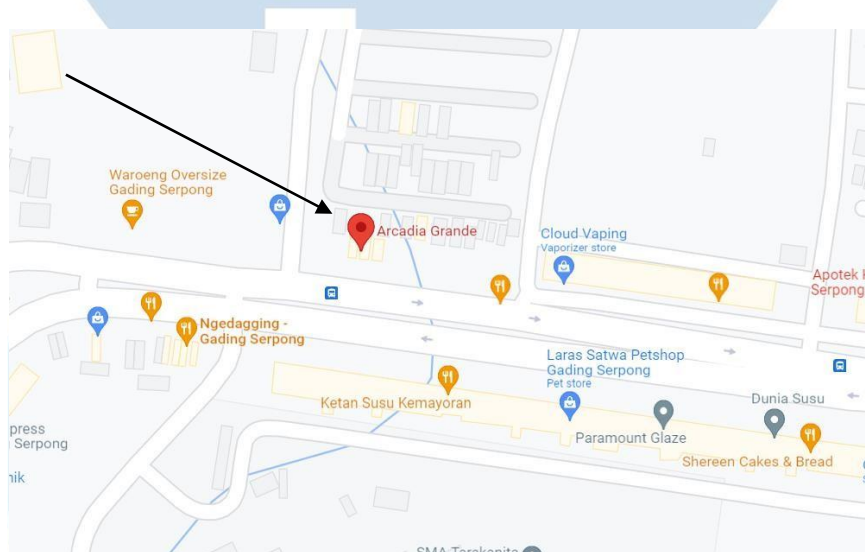 Waroeng Oversize
Gading Serpong
Arcadia Grande
Cloud Vaping
Vaporizer store
Apotek
Serpong
Ngedagging -
Gading Serpong
Laras Satwa Petshop
Gading Serpong
Pet store
Ketan Susu Kemayoran
Dunia Susu
Paramount Glaze
press
Serpong
Shereen Cakes & Bread
nik
SMA Tarakanita